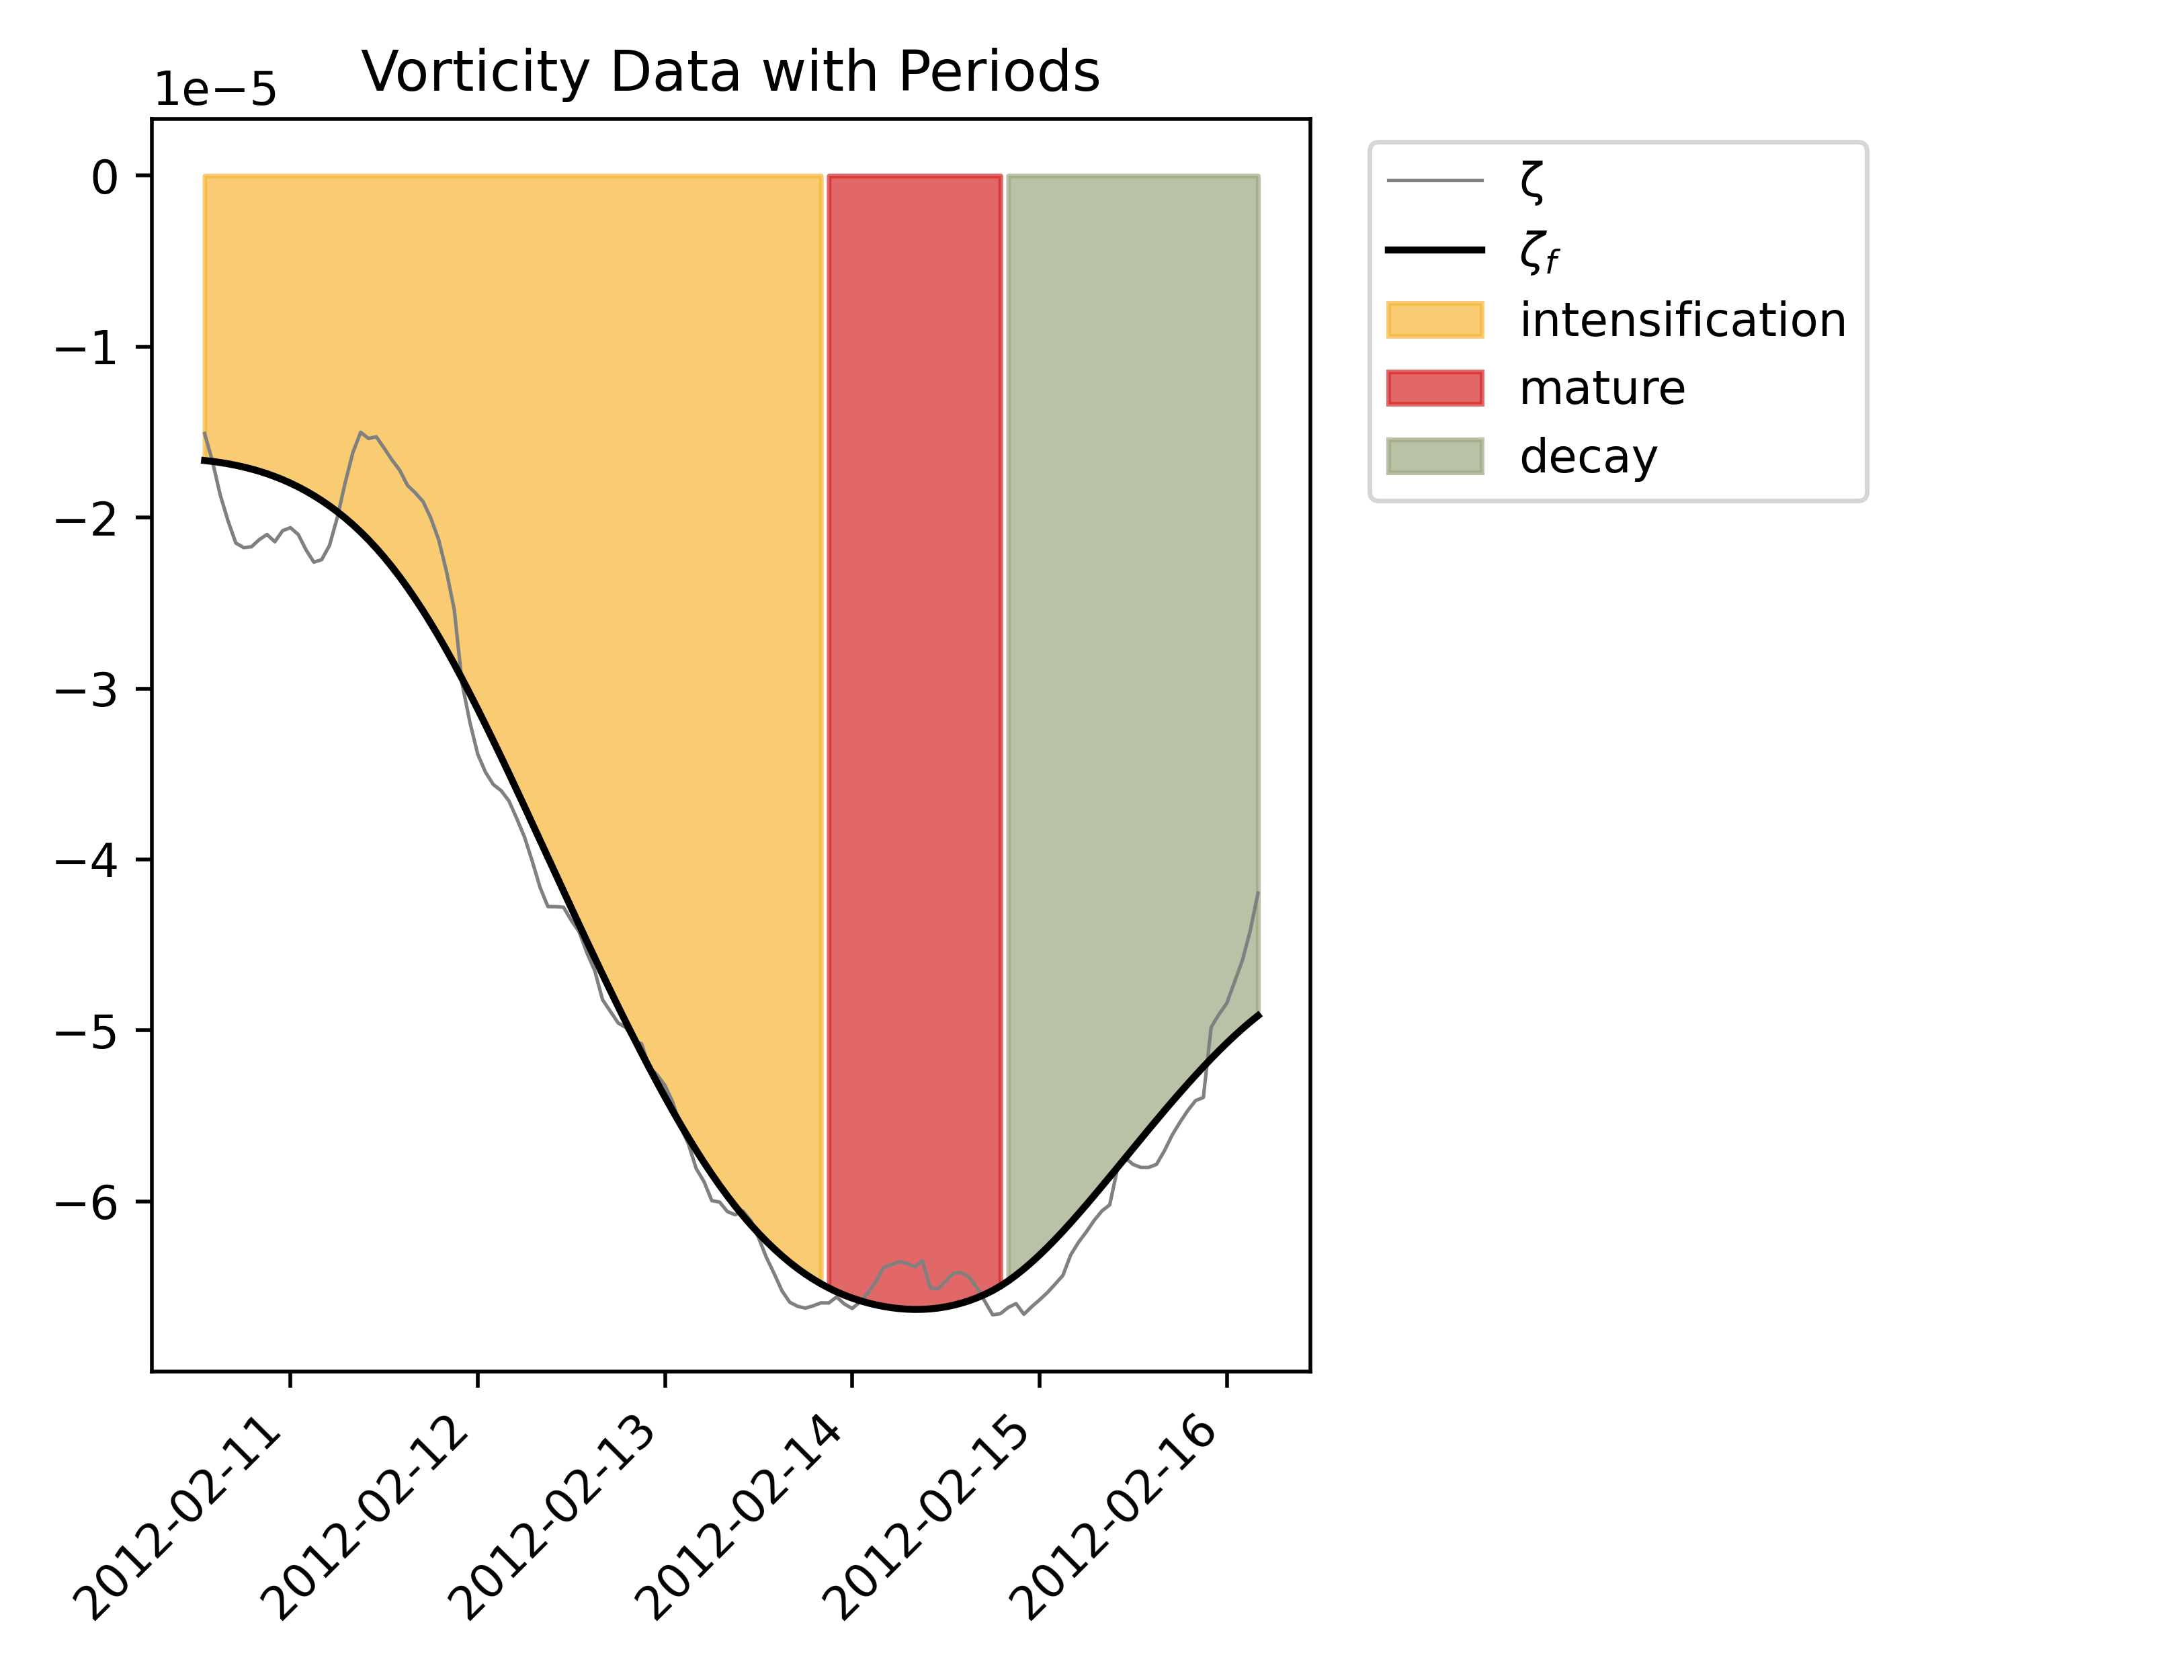 Vorticity Data with Periods
1e−5
0
−1
−2
−3
−4
−5
−6
2012-02-11
2012-02-12
2012-02-13
2012-02-14
2012-02-15
2012-02-16
ζ
ζf
intensification
mature
decay